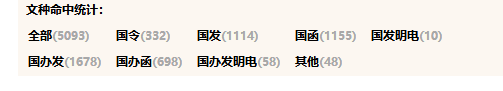 文种命中统计：
全部(5093) 国令(332) 国发(1114) 国函(1155) 国发明电(10)
国办发(1678) 国办函(698) 国办发明电(58) 其他(48)